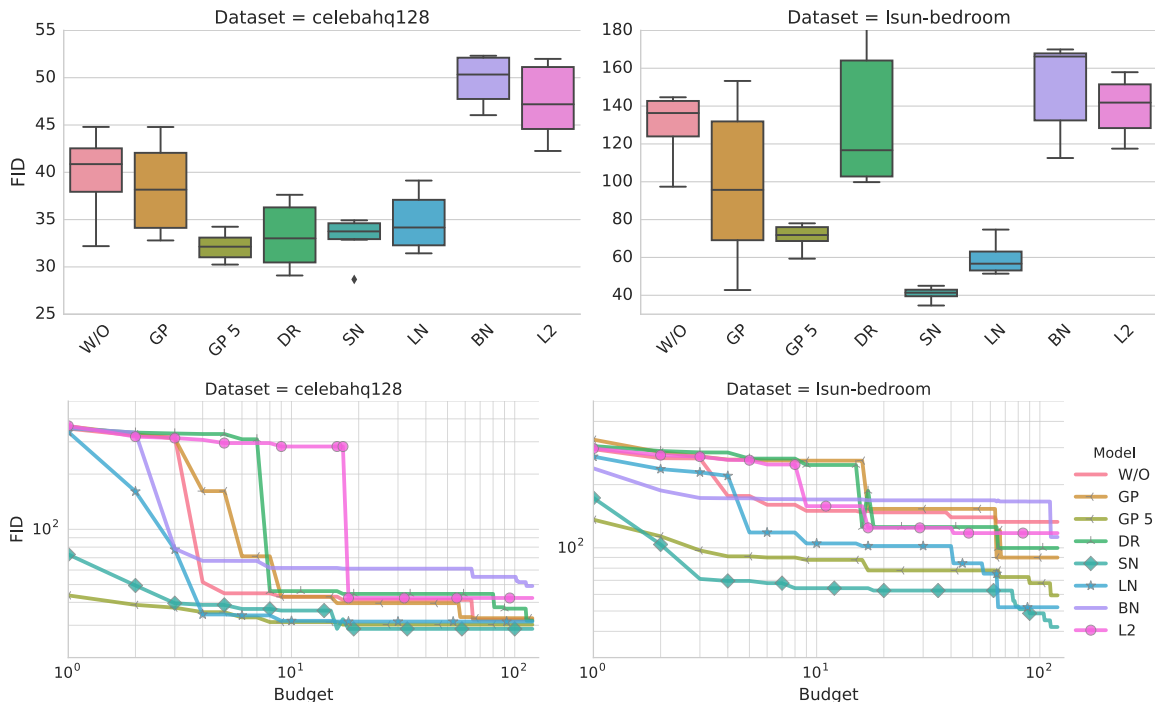 Dataset = celebahq128
55
50
45
40
35
30
25
FID
W/O
GP
GP 5
DR
SN
LN
BN
L2
Dataset = lsun-bedroom
180
160
140
120
100
80
60
40
W/O
GP
GP 5
DR
SN
LN
BN
L2
Dataset = celebahq128
FID
10^2
10^0
10^1
10^2
Budget
Dataset = lsun-bedroom
10^2
10^0
10^1
10^2
Budget
Model
W/O
GP
GP 5
DR
SN
LN
BN
L2